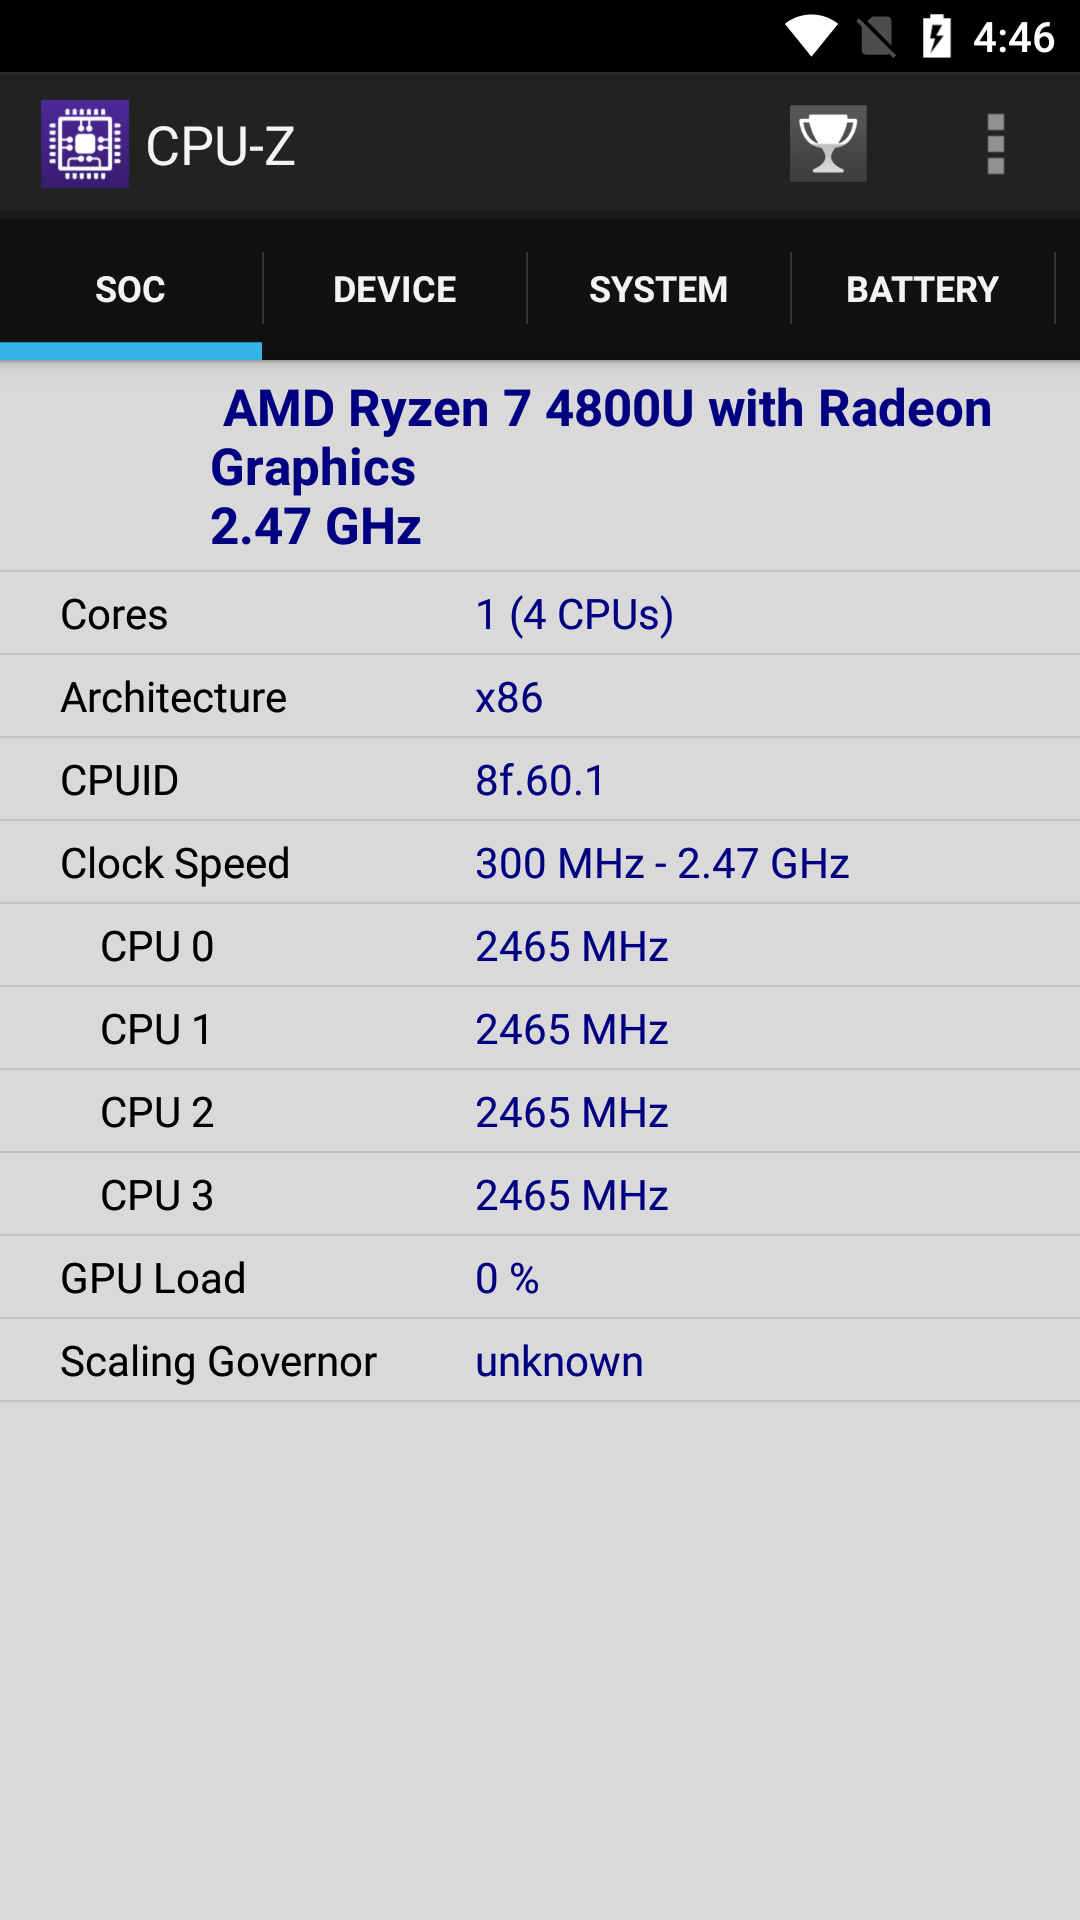 4:46
CPU-Z
SOC DEVICE SYSTEM BATTERY
AMD Ryzen 7 4800U with Radeon
Graphics
2.47 GHz
Cores 1 (4 CPUs)
Architecture x86
CPUID 8f.60.1
Clock Speed 300 MHz - 2.47 GHz
CPU 0 2465 MHz
CPU 1 2465 MHz
CPU 2 2465 MHz
CPU 3 2465 MHz
GPU Load 0 %
Scaling Governor unknown